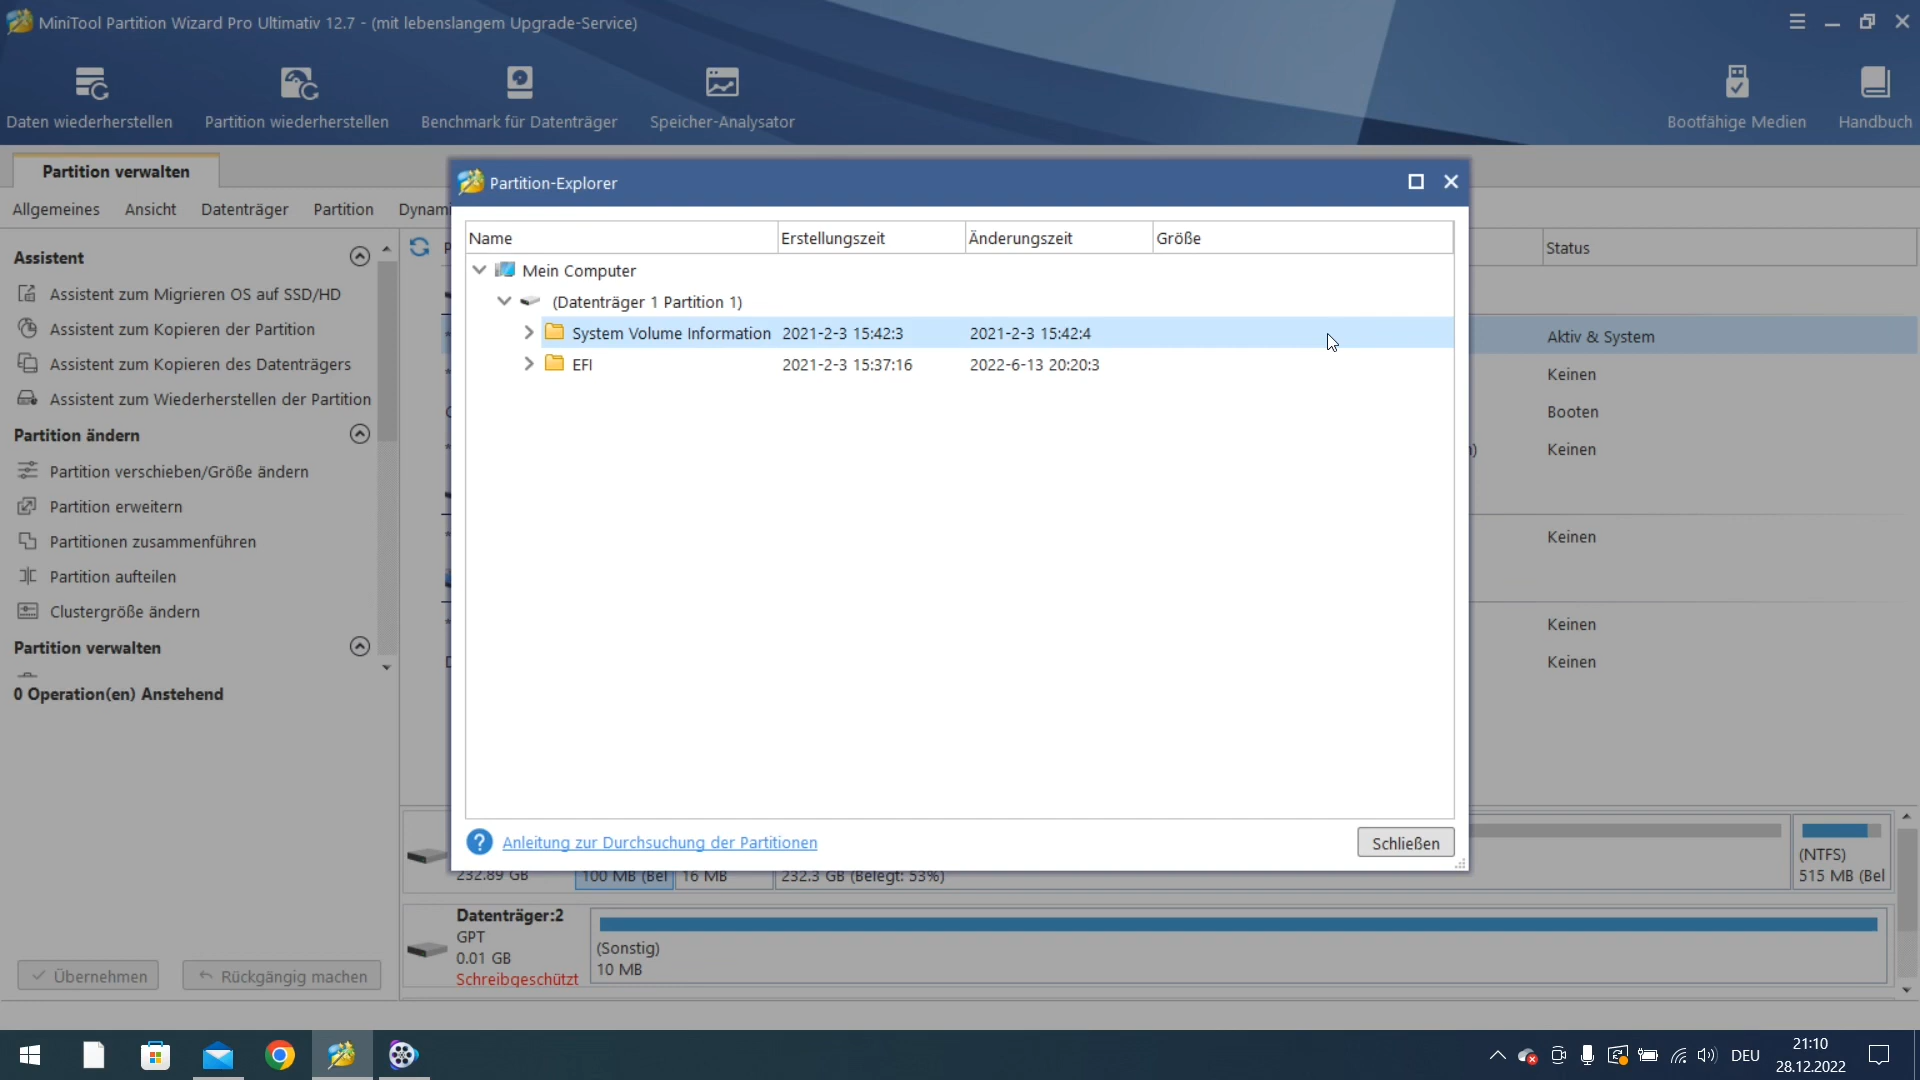 MiniTool Partition Wizard Pro Ultimativ 12.7 - (mit lebenslangem Upgrade-Service)
Daten wiederherstellen
Partition wiederherstellen
Benchmark für Datenträger
Speicher-Analysator
Bootfähige Medien
Handbuch
Partition verwalten
Allgemeines
Ansicht
Datenträger
Partition
Dynami
Assistent
Assistent zum Migrieren OS auf SSD/HD
Assistent zum Kopieren der Partition
Assistent zum Kopieren des Datenträgers
Assistent zum Wiederherstellen der Partition
Partition ändern
Partition verschieben/Größe ändern
Partition erweitern
Partitionen zusammenführen
Partition aufteilen
Clustergröße ändern
Partition verwalten
0 Operation(en) Anstehend
Übernehmen
Rückgängig machen
Partition-Explorer
Name Erstellungszeit Änderungszeit Größe
Mein Computer
(Datenträger 1 Partition 1)
System Volume Information 2021-2-3 15:42:3 2021-2-3 15:42:4
EFI 2021-2-3 15:37:16 2022-6-13 20:20:3
Anleitung zur Durchsuchung der Partitionen
Schließen
Status
Aktiv & System
Keinen
Booten
Keinen
Keinen
Keinen
Keinen
232.89 GB
100 MB (Bel
16 MB
232.3 GB (Belegt: 53%)
(NTFS)
515 MB (Bel
Datenträger:2
GPT
0.01 GB
Schreibgeschützt
(Sonstig)
10 MB
DEU
21:10
28.12.2022